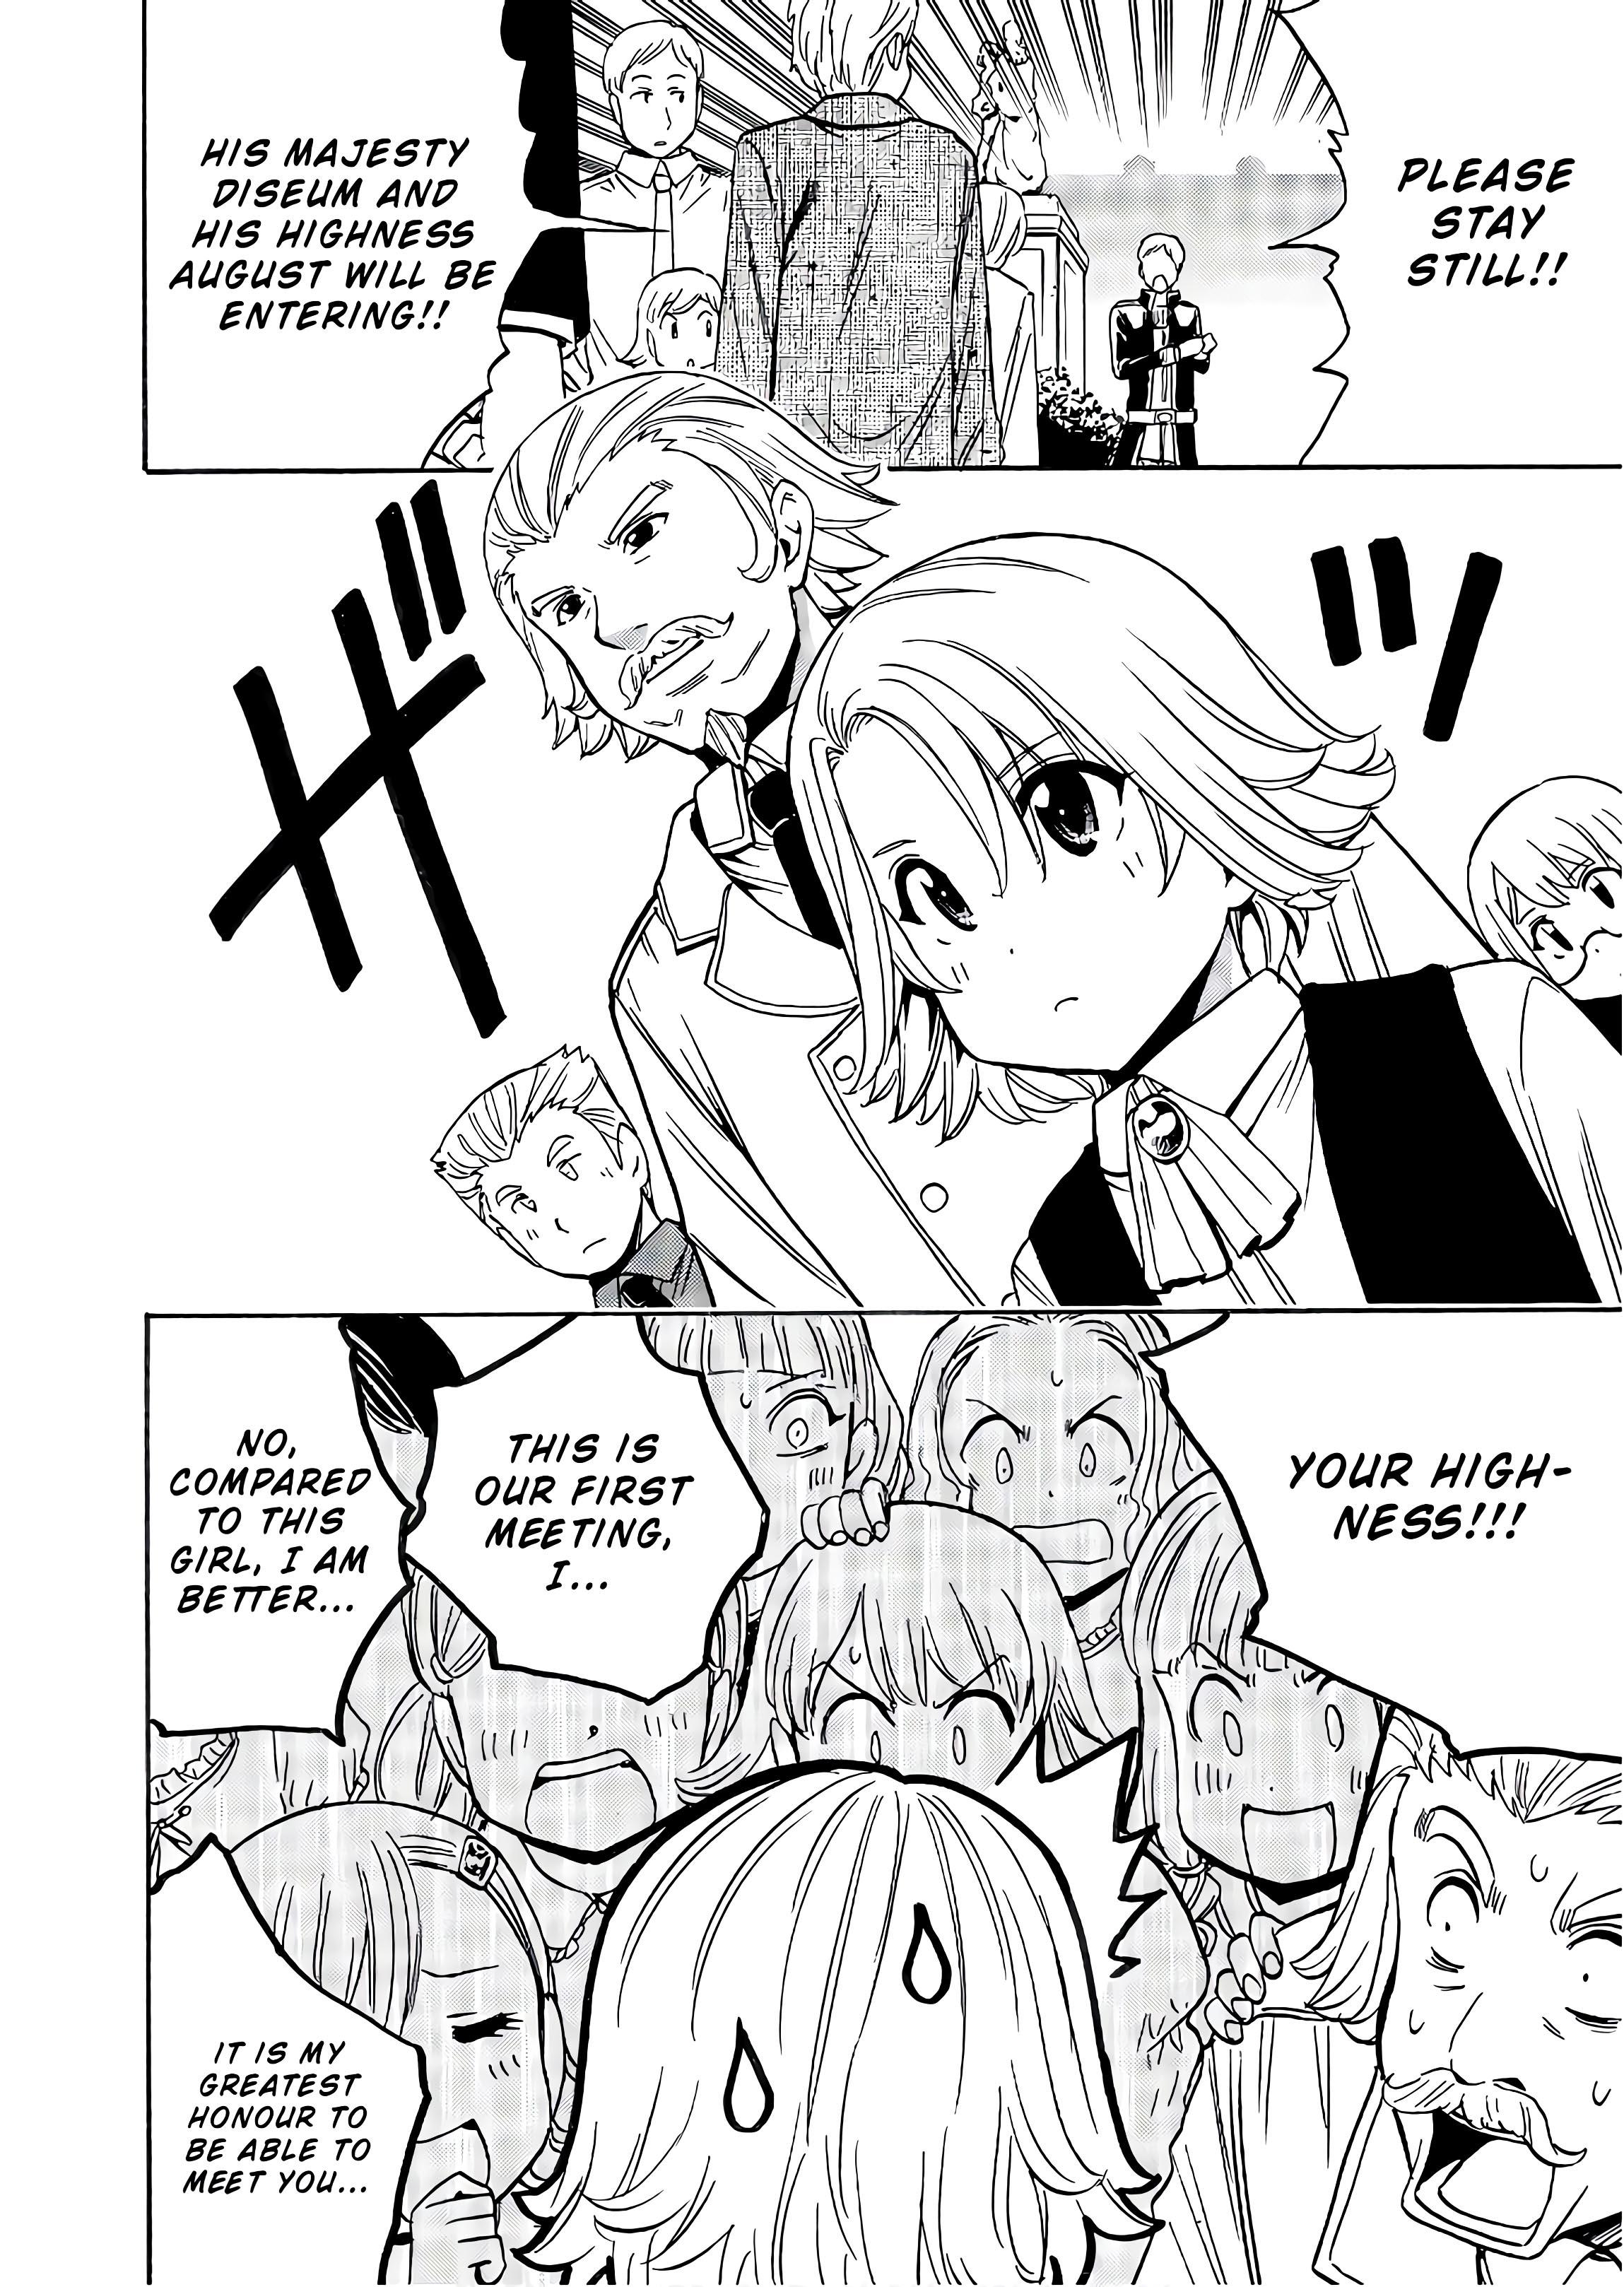 PLEASE
STAY
STILL!!
HIS MAJESTY
DISEUM AND
HIS HIGHNESS
AUGUST WILL BE
ENTERING!!
ザッ
YOUR HIGH-
NESS!!!
THIS IS
OUR FIRST
MEETING,
I...
NO,
COMPARED
TO THIS
GIRL, I AM
BETTER...
IT IS MY
GREATEST
HONOUR TO
BE ABLE TO
MEET YOU...